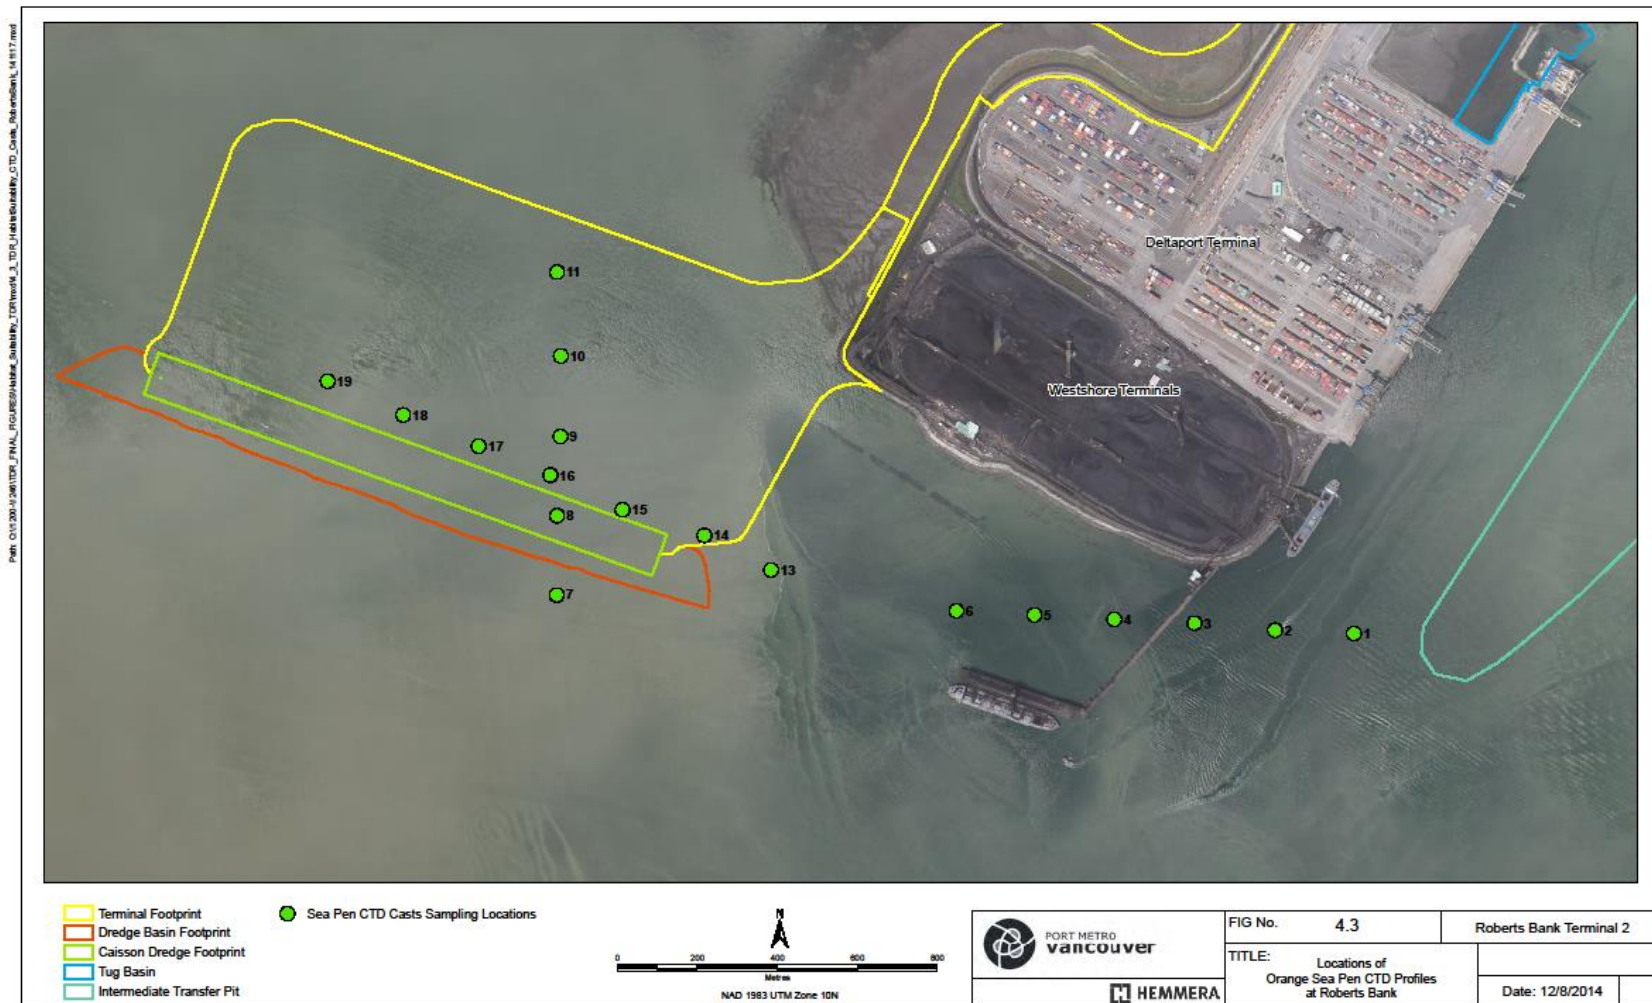 Deltaport Terminal
Westshore Terminals
11
10
19
18
9
17
16
15
8
14
13
7
6
5
4
3
2
1
Terminal Footprint
Dredge Basin Footprint
Caisson Dredge Footprint
Tug Basin
Intermediate Transfer Pit
Sea Pen CTD Casts Sampling Locations
N
0 200 400 600 800
Metres
NAD 1983 UTM Zone 10N
PORT METRO
vancouver
HEMMERA
FIG No. 4.3
Roberts Bank Terminal 2
TITLE:
Locations of
Orange Sea Pen CTD Profiles
at Roberts Bank
Date: 12/8/2014